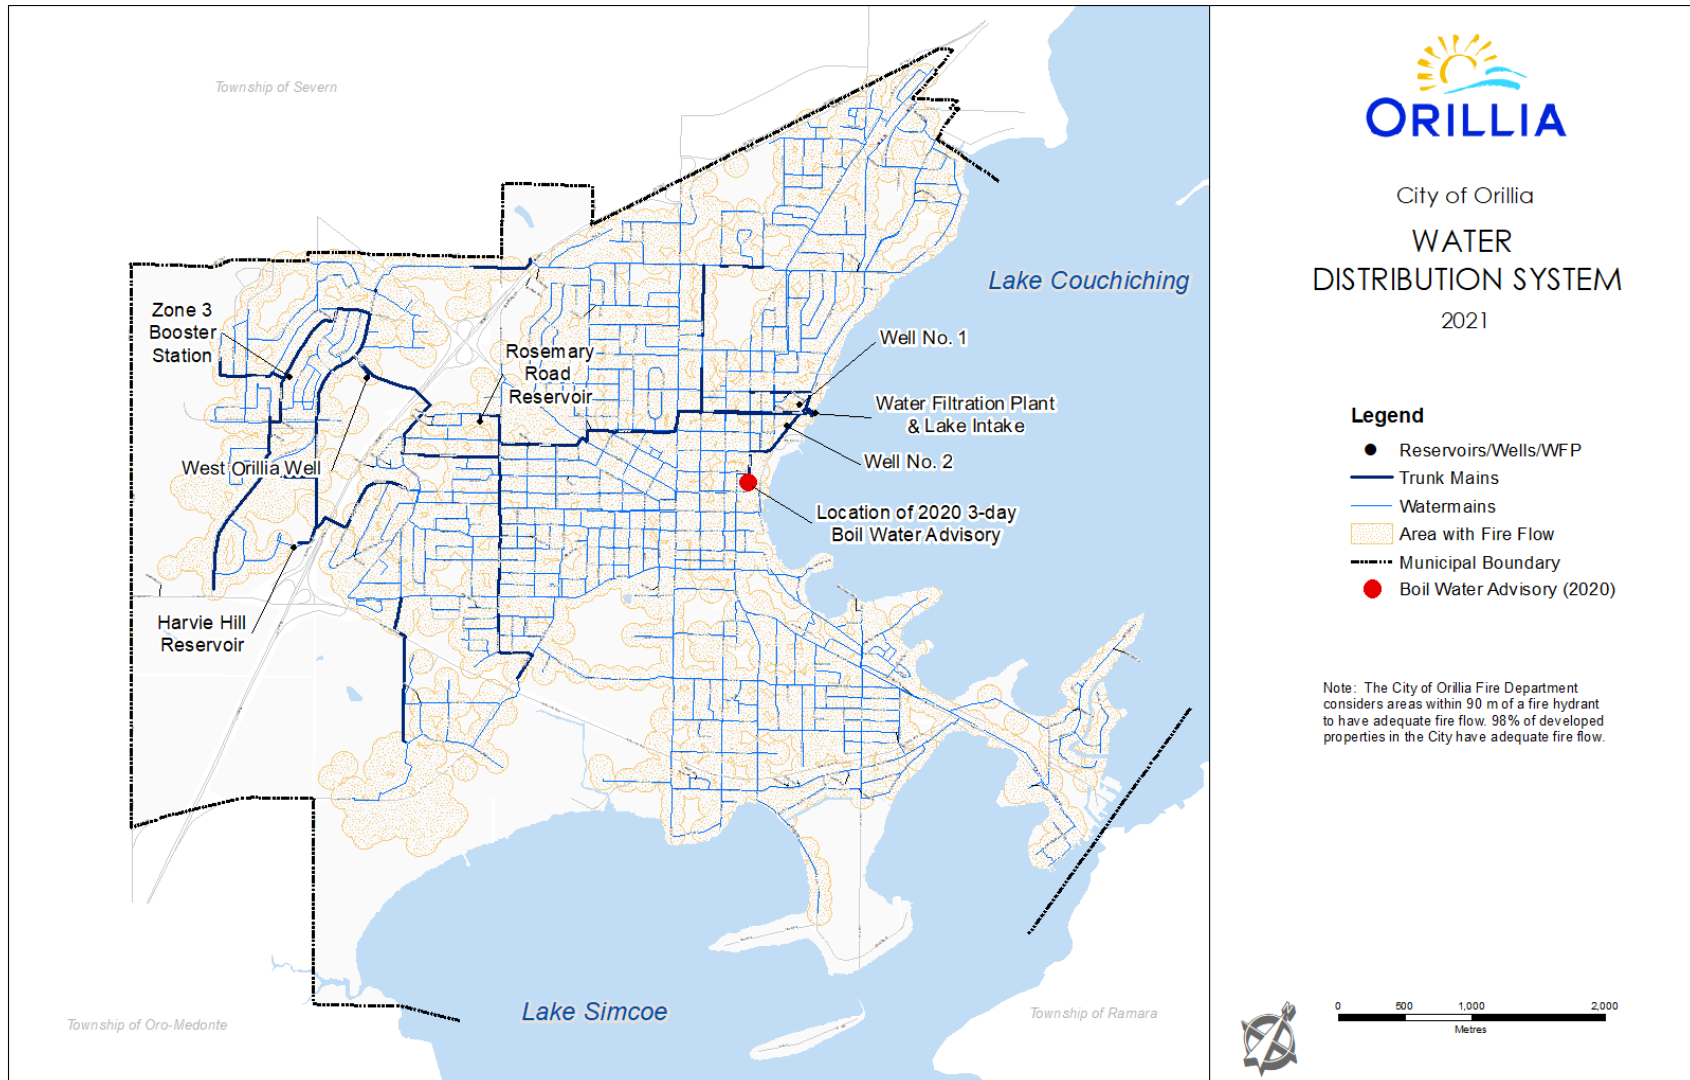 Township of Severn
Lake Couchiching
Zone 3
Booster
Station
Rosemary
Road
Reservoir
Well No. 1
Water Filtration Plant
& Lake Intake
West Orillia Well
Well No. 2
Location of 2020 3-day
Boil Water Advisory
Harvie Hill
Reservoir
Lake Simcoe
Township of Oro-Medonte
Township of Ramara
ORILLIA
City of Orillia
WATER
DISTRIBUTION SYSTEM
2021
Legend
Reservoirs/Wells/WFP
Trunk Mains
Watermains
Area with Fire Flow
Municipal Boundary
Boil Water Advisory (2020)
Note: The City of Orillia Fire Department
considers areas within 90 m of a fire hydrant
to have adequate fire flow. 98% of developed
properties in the City have adequate fire flow.
0 500 1,000 2,000
Metres